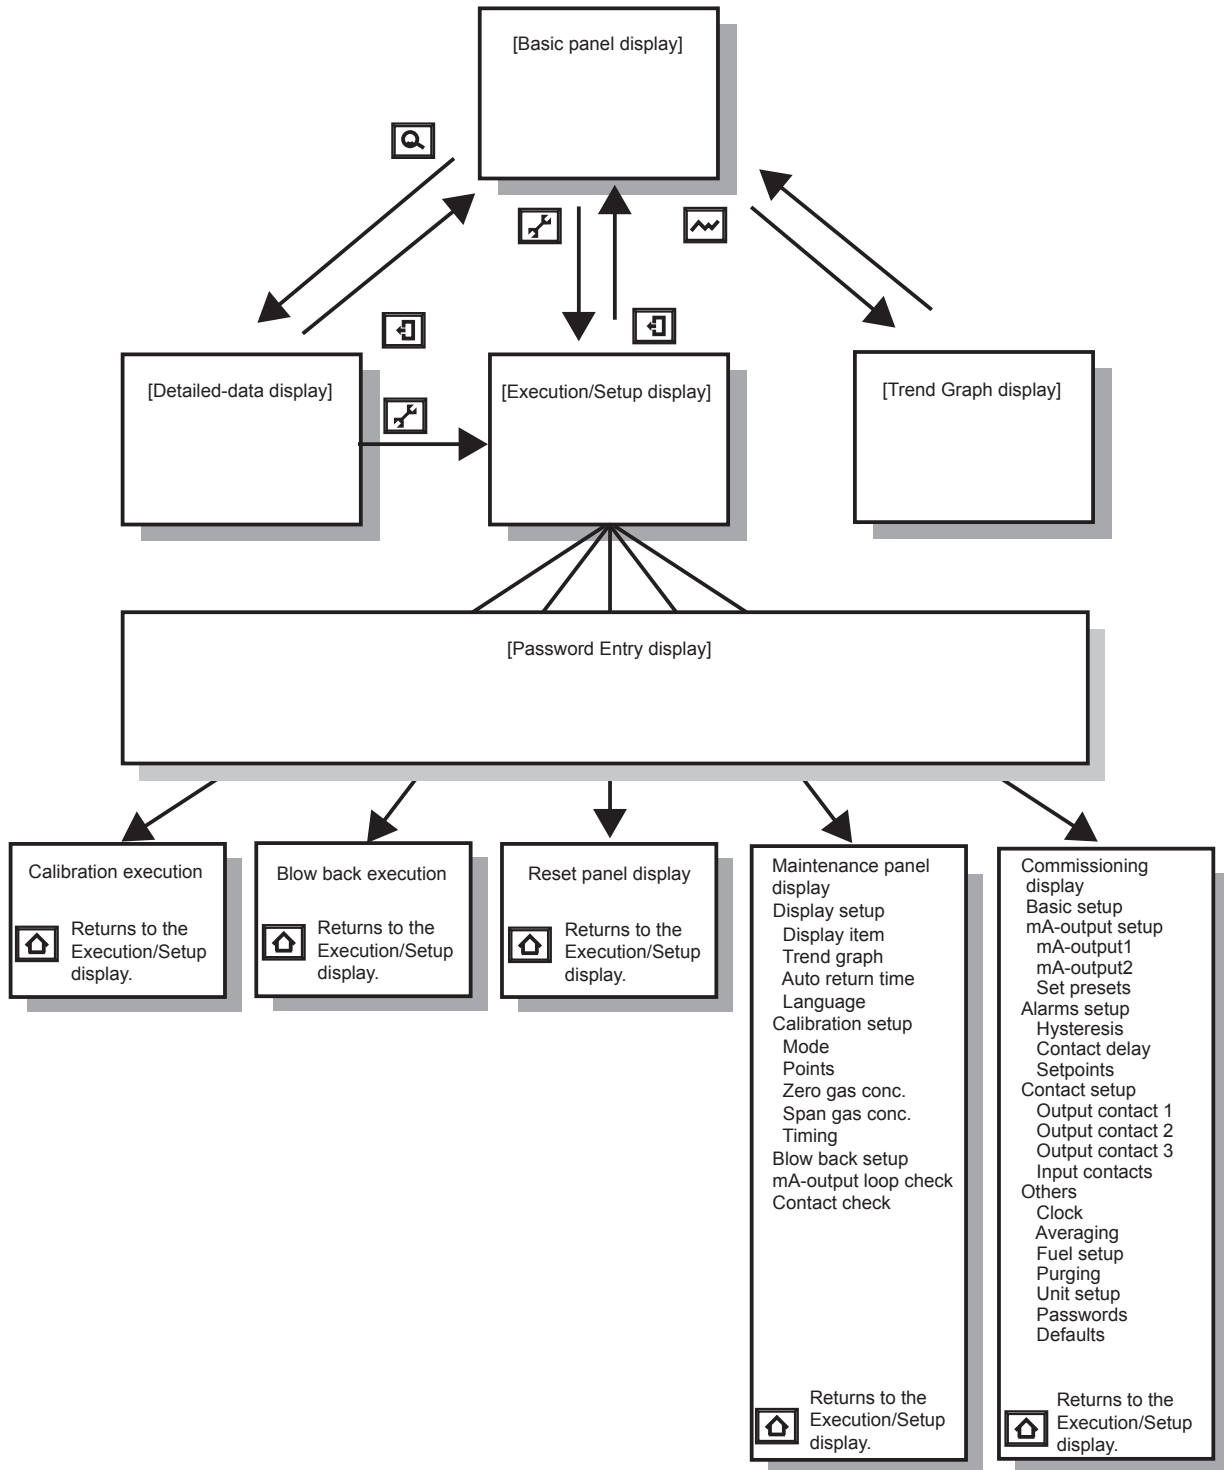 [Basic panel display]
[Detailed-data display]
[Execution/Setup display]
[Trend Graph display]
[Password Entry display]
Calibration execution
Returns to the
Execution/Setup
display.
Blow back execution
Returns to the
Execution/Setup
display.
Reset panel display
Returns to the
Execution/Setup
display.
Maintenance panel
display
Display setup
Display item
Trend graph
Auto return time
Language
Calibration setup
Mode
Points
Zero gas conc.
Span gas conc.
Timing
Blow back setup
mA-output loop check
Contact check
Returns to the
Execution/Setup
display.
Commissioning
display
Basic setup
mA-output setup
mA-output1
mA-output2
Set presets
Alarms setup
Hysteresis
Contact delay
Setpoints
Contact setup
Output contact 1
Output contact 2
Output contact 3
Input contacts
Others
Clock
Averaging
Fuel setup
Purging
Unit setup
Passwords
Defaults
Returns to the
Execution/Setup
display.